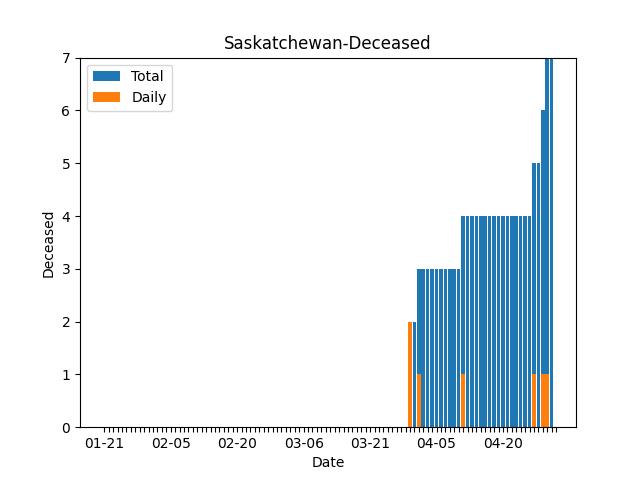 Saskatchewan-Deceased
Total
Daily
7
6
5
4
3
2
1
0
Deceased
01-21 02-05 02-20 03-06 03-21 04-05 04-20
Date